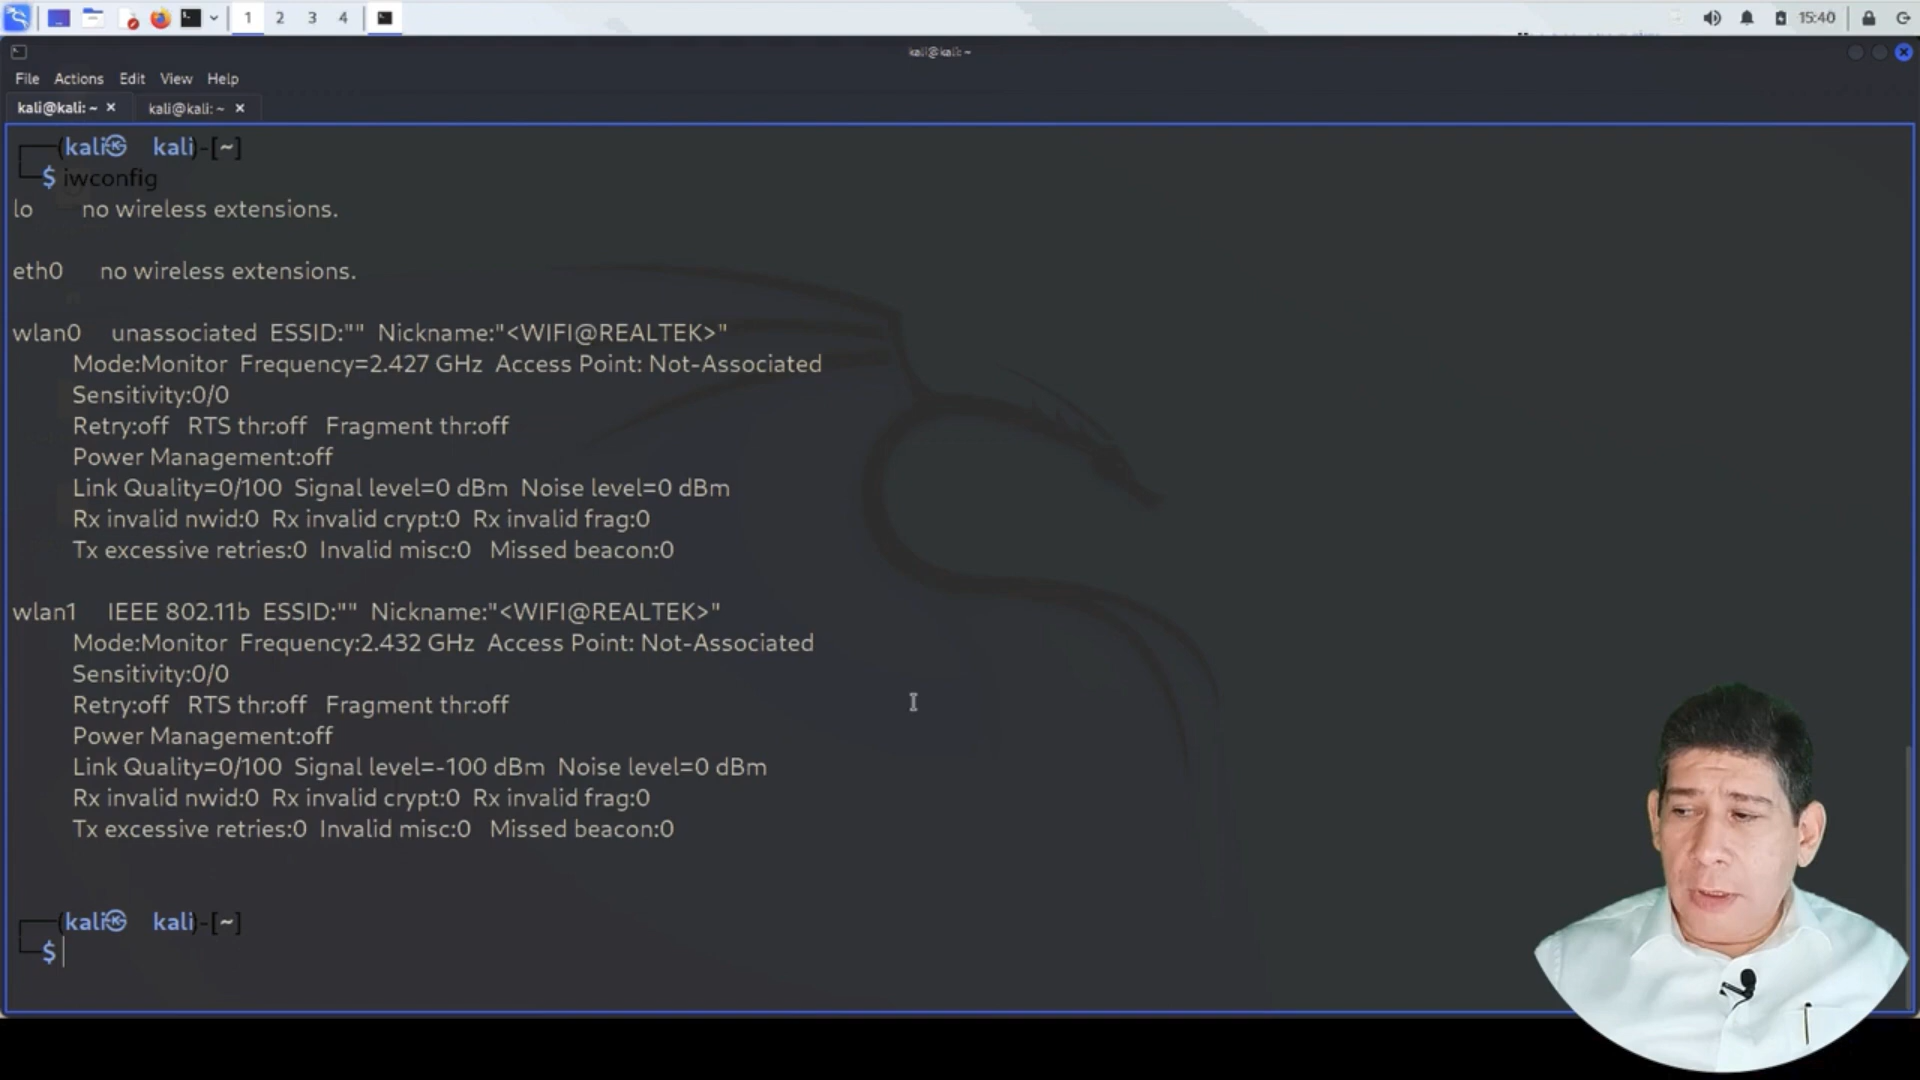 1 2 3 4 15:40
kali@kali: ~
File Actions Edit View Help
kali@kali: ~ kali@kali: ~
(kali㉿ kali)-[~]
$ iwconfig
lo no wireless extensions.
eth0 no wireless extensions.
wlan0 unassociated ESSID:"" Nickname:"<WIFI@REALTEK>"
Mode:Monitor Frequency=2.427 GHz Access Point: Not-Associated
Sensitivity:0/0
Retry:off RTS thr:off Fragment thr:off
Power Management:off
Link Quality=0/100 Signal level=0 dBm Noise level=0 dBm
Rx invalid nwid:0 Rx invalid crypt:0 Rx invalid frag:0
Tx excessive retries:0 Invalid misc:0 Missed beacon:0
wlan1 IEEE 802.11b ESSID:"" Nickname:"<WIFI@REALTEK>"
Mode:Monitor Frequency:2.432 GHz Access Point: Not-Associated
Sensitivity:0/0
Retry:off RTS thr:off Fragment thr:off
Power Management:off
Link Quality=0/100 Signal level=-100 dBm Noise level=0 dBm
Rx invalid nwid:0 Rx invalid crypt:0 Rx invalid frag:0
Tx excessive retries:0 Invalid misc:0 Missed beacon:0
(kali㉿ kali)-[~]
$